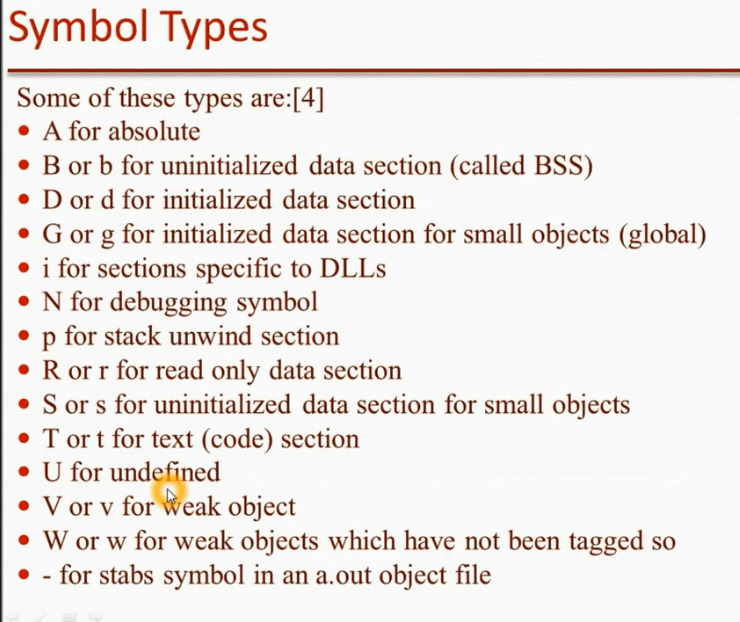 Symbol Types
Some of these types are:[4]
• A for absolute
• B or b for uninitialized data section (called BSS)
• D or d for initialized data section
• G or g for initialized data section for small objects (global)
• i for sections specific to DLLs
• N for debugging symbol
• p for stack unwind section
• R or r for read only data section
• S or s for uninitialized data section for small objects
• T or t for text (code) section
• U for undefined
• V or v for weak object
• W or w for weak objects which have not been tagged so
• - for stabs symbol in an a.out object file